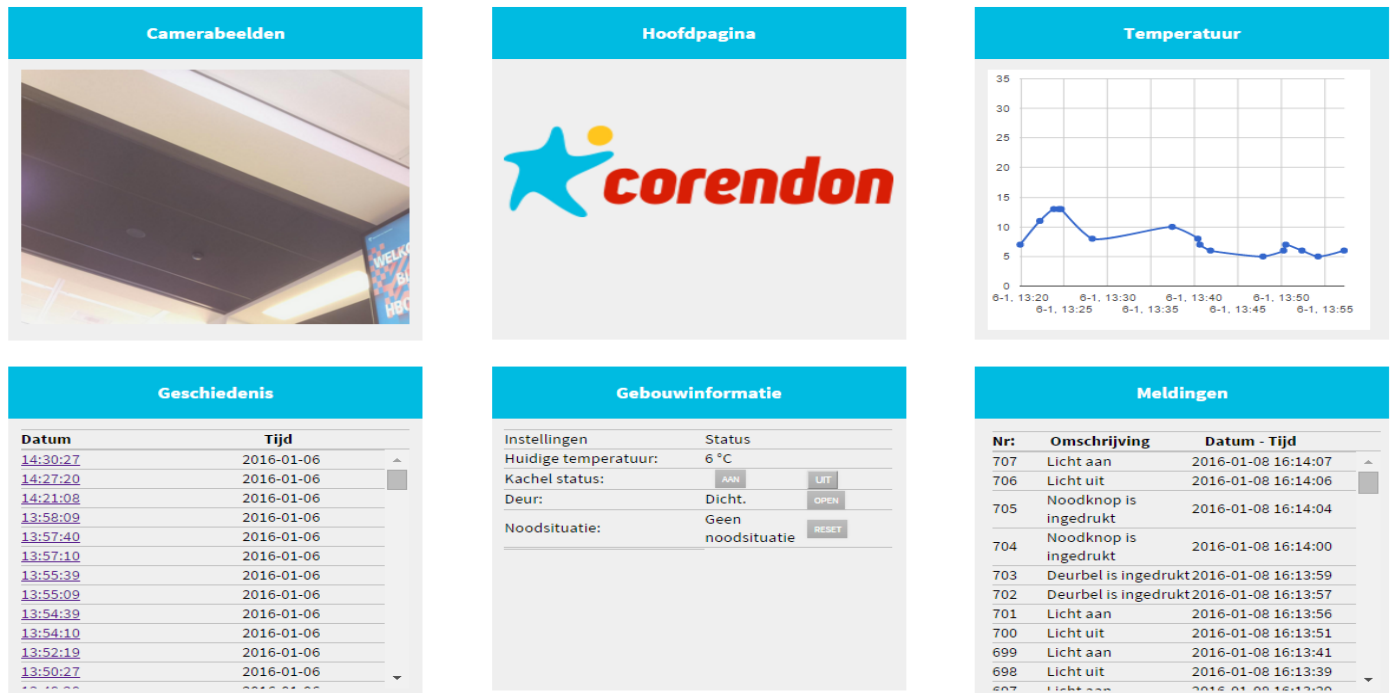 Camerabeelden
Hoofdpagina
Temperatuur
WELKO
BI
HBO
corendon
35
30
25
20
15
10
5
0
6-1, 13:20 6-1, 13:30 6-1, 13:40 6-1, 13:50
6-1, 13:25 6-1, 13:35 6-1, 13:45 6-1, 13:55
Geschiedenis
Datum Tijd
14:30:27 2016-01-06
14:27:20 2016-01-06
14:21:08 2016-01-06
13:58:09 2016-01-06
13:57:40 2016-01-06
13:57:10 2016-01-06
13:55:39 2016-01-06
13:55:09 2016-01-06
13:54:39 2016-01-06
13:54:10 2016-01-06
13:52:19 2016-01-06
13:50:27 2016-01-06
Gebouwinformatie
Instellingen Status
Huidige temperatuur: 6 °C
Kachel status: AAN UIT
Deur: Dicht. OPEN
Noodsituatie: Geen
noodsituatie RESET
Meldingen
Nr: Omschrijving Datum - Tijd
707 Licht aan 2016-01-08 16:14:07
706 Licht uit 2016-01-08 16:14:06
705 Noodknop is
ingedrukt 2016-01-08 16:14:04
704 Noodknop is
ingedrukt 2016-01-08 16:14:00
703 Deurbel is ingedrukt 2016-01-08 16:13:59
702 Deurbel is ingedrukt 2016-01-08 16:13:57
701 Licht aan 2016-01-08 16:13:56
700 Licht uit 2016-01-08 16:13:51
699 Licht aan 2016-01-08 16:13:41
698 Licht uit 2016-01-08 16:13:39